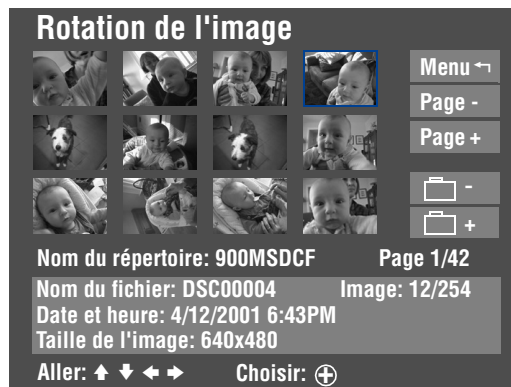 Rotation de l'image
Menu
Page -
Page +
-
+
Nom du répertoire: 900MSDCF Page 1/42
Nom du fichier: DSC00004 Image: 12/254
Date et heure: 4/12/2001 6:43PM
Taille de l'image: 640x480
Aller: Choisir: